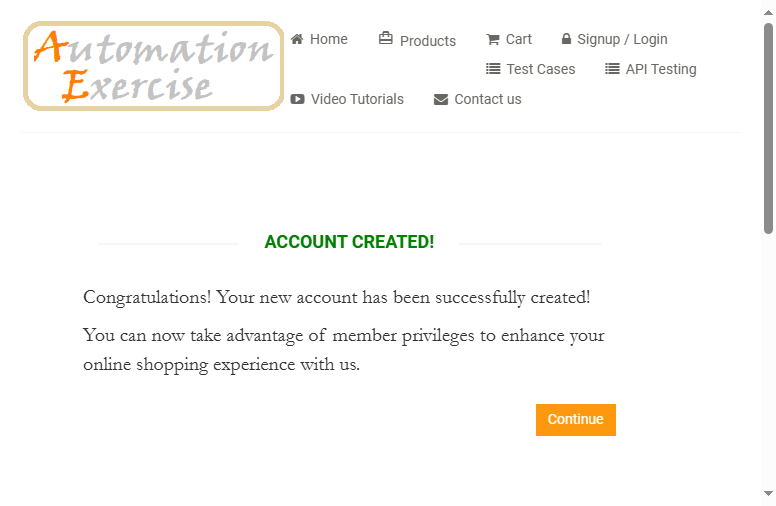 Automation
Exercise
Home
Products
Cart
Signup / Login
Test Cases
API Testing
Video Tutorials
Contact us
ACCOUNT CREATED!
Congratulations! Your new account has been successfully created!
You can now take advantage of member privileges to enhance your
online shopping experience with us.
Continue